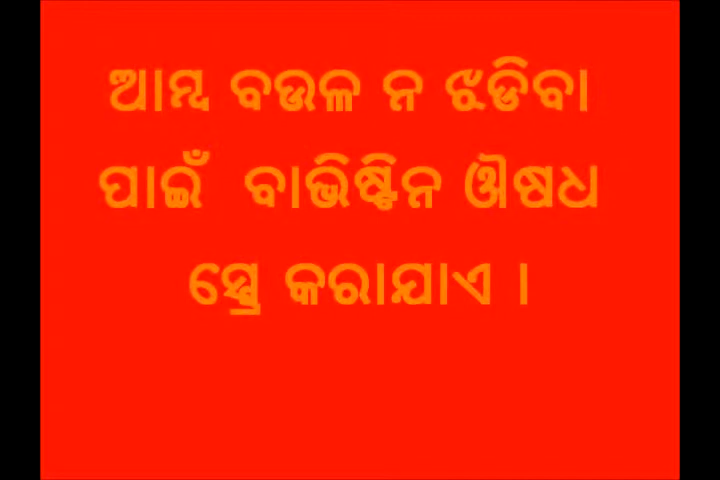 ଆମ୍ବ ବଉଳ ନ ଝଡିବା
ପାଇଁ ବାଭିଷ୍ଟିନ ଔଷଧ
ସ୍ପ୍ରେ କରାଯାଏ ।